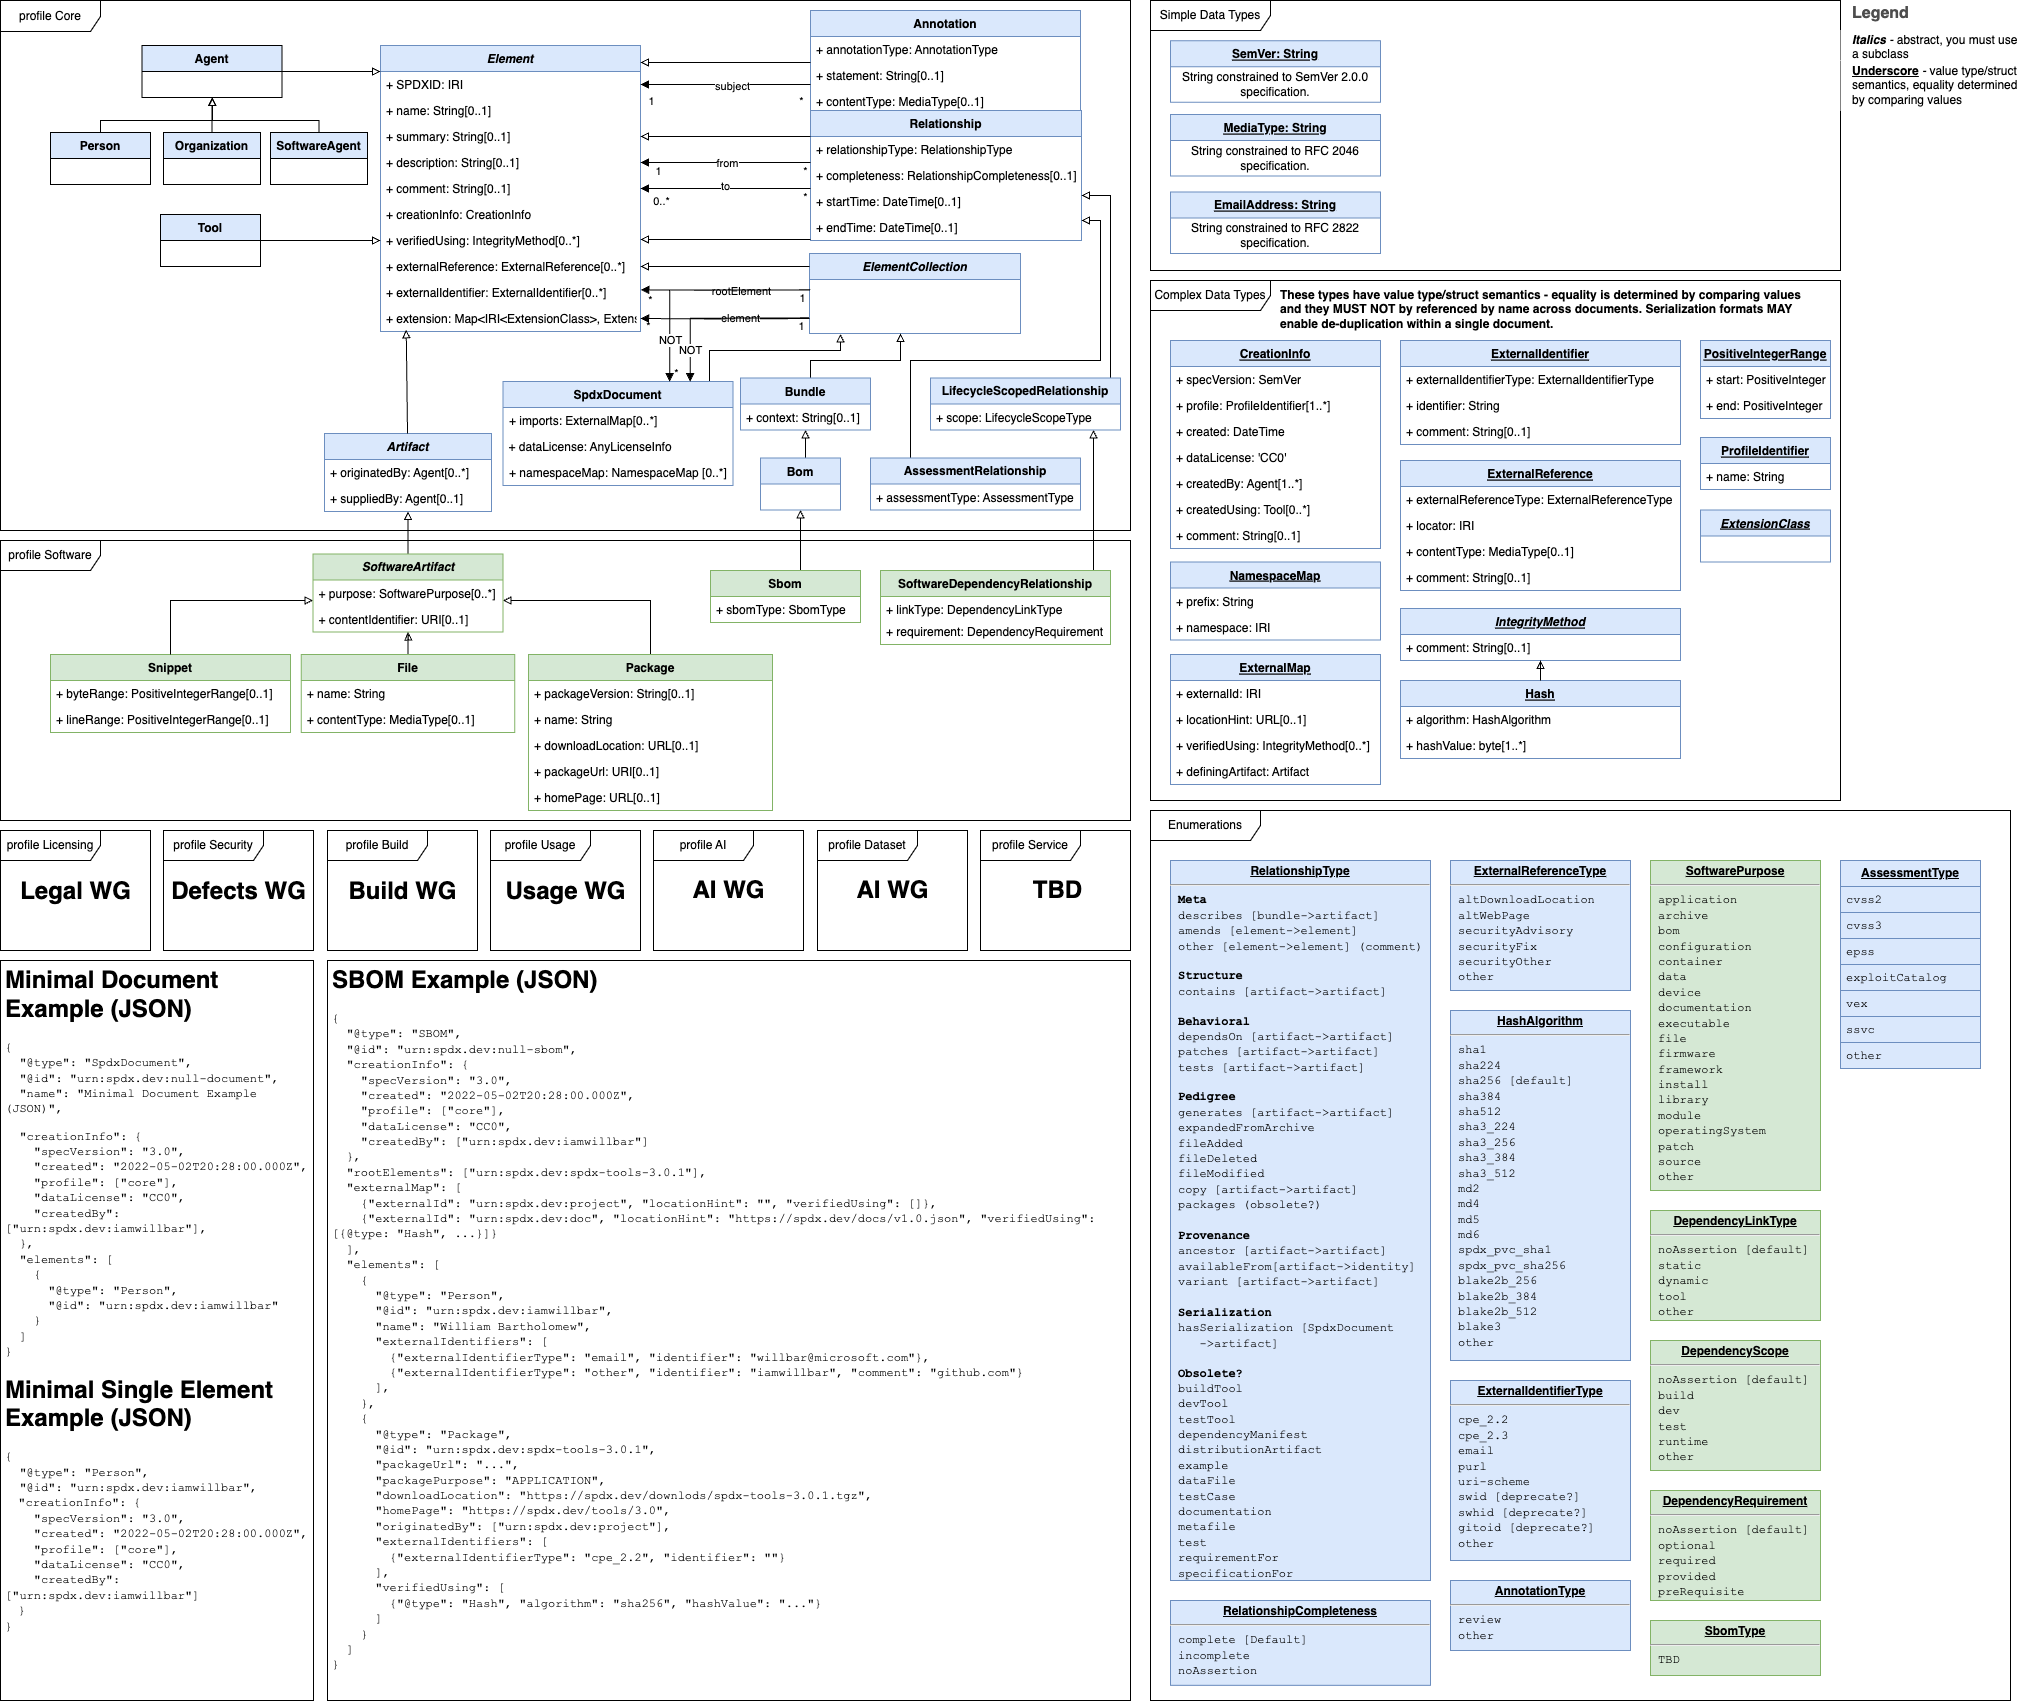 profile Core
Agent
Person
Organization
SoftwareAgent
Tool
Element
+ SPDXID: IRI
+ name: String[0..1]
+ summary: String[0..1]
+ description: String[0..1]
+ comment: String[0..1]
+ creationInfo: CreationInfo
+ verifiedUsing: IntegrityMethod[0..*]
+ externalReference: ExternalReference[0..*]
+ externalIdentifier: ExternalIdentifier[0..*]
+ extension: Map<IRI<ExtensionClass>, Extens
subject
1
*
from
1
*
to
0..*
*
rootElement
*
1
element
*
1
NOT
NOT
*
Annotation
+ annotationType: AnnotationType
+ statement: String[0..1]
+ contentType: MediaType[0..1]
Relationship
+ relationshipType: RelationshipType
+ completeness: RelationshipCompleteness[0..1]
+ startTime: DateTime[0..1]
+ endTime: DateTime[0..1]
ElementCollection
SpdxDocument
+ imports: ExternalMap[0..*]
+ dataLicense: AnyLicenseInfo
+ namespaceMap: NamespaceMap [0..*]
Bundle
+ context: String[0..1]
LifecycleScopedRelationship
+ scope: LifecycleScopeType
Artifact
+ originatedBy: Agent[0..*]
+ suppliedBy: Agent[0..1]
Bom
AssessmentRelationship
+ assessmentType: AssessmentType
profile Software
SoftwareArtifact
+ purpose: SoftwarePurpose[0..*]
+ contentIdentifier: URI[0..1]
Sbom
+ sbomType: SbomType
SoftwareDependencyRelationship
+ linkType: DependencyLinkType
+ requirement: DependencyRequirement
Snippet
+ byteRange: PositiveIntegerRange[0..1]
+ lineRange: PositiveIntegerRange[0..1]
File
+ name: String
+ contentType: MediaType[0..1]
Package
+ packageVersion: String[0..1]
+ name: String
+ downloadLocation: URL[0..1]
+ packageUrl: URI[0..1]
+ homePage: URL[0..1]
profile Licensing
Legal WG
profile Security
Defects WG
profile Build
Build WG
profile Usage
Usage WG
profile AI
AI WG
profile Dataset
AI WG
profile Service
TBD
Minimal Document
Example (JSON)
{
"@type": "SpdxDocument",
"@id": "urn:spdx.dev:null-document",
"name": "Minimal Document Example
(JSON)",
"creationInfo": {
"specVersion": "3.0",
"created": "2022-05-02T20:28:00.000Z",
"profile": ["core"],
"dataLicense": "CC0",
"createdBy":
["urn:spdx.dev:iamwillbar"],
},
"elements": [
{
"@type": "Person",
"@id": "urn:spdx.dev:iamwillbar"
}
]
}
Minimal Single Element
Example (JSON)
{
"@type": "Person",
"@id": "urn:spdx.dev:iamwillbar",
"creationInfo": {
"specVersion": "3.0",
"created": "2022-05-02T20:28:00.000Z",
"profile": ["core"],
"dataLicense": "CC0",
"createdBy":
["urn:spdx.dev:iamwillbar"]
}
}
SBOM Example (JSON)
{
"@type": "SBOM",
"@id": "urn:spdx.dev:null-sbom",
"creationInfo": {
"specVersion": "3.0",
"created": "2022-05-02T20:28:00.000Z",
"profile": ["core"],
"dataLicense": "CC0",
"createdBy": ["urn:spdx.dev:iamwillbar"]
},
"rootElements": ["urn:spdx.dev:spdx-tools-3.0.1"],
"externalMap": [
{"externalId": "urn:spdx.dev:project", "locationHint": "", "verifiedUsing": []},
{"externalId": "urn:spdx.dev:doc", "locationHint": "https://spdx.dev/docs/v1.0.json", "verifiedUsing":
[{@type: "Hash", ...}]}
],
"elements": [
{
"@type": "Person",
"@id": "urn:spdx.dev:iamwillbar",
"name": "William Bartholomew",
"externalIdentifiers": [
{"externalIdentifierType": "email", "identifier": "willbar@microsoft.com"},
{"externalIdentifierType": "other", "identifier": "iamwillbar", "comment": "github.com"}
],
},
{
"@type": "Package",
"@id": "urn:spdx.dev:spdx-tools-3.0.1",
"packageUrl": "...",
"packagePurpose": "APPLICATION",
"downloadLocation": "https://spdx.dev/downlods/spdx-tools-3.0.1.tgz",
"homePage": "https://spdx.dev/tools/3.0",
"originatedBy": ["urn:spdx.dev:project"],
"externalIdentifiers": [
{"externalIdentifierType": "cpe_2.2", "identifier": ""}
],
"verifiedUsing": [
{"@type": "Hash", "algorithm": "sha256", "hashValue": "..."}
]
}
]
}
Simple Data Types
SemVer: String
String constrained to SemVer 2.0.0
specification.
MediaType: String
String constrained to RFC 2046
specification.
EmailAddress: String
String constrained to RFC 2822
specification.
Legend
Italics - abstract, you must use
a subclass
Underscore - value type/struct
semantics, equality determined
by comparing values
Complex Data Types
These types have value type/struct semantics - equality is determined by comparing values
and they MUST NOT by referenced by name across documents. Serialization formats MAY
enable de-duplication within a single document.
CreationInfo
+ specVersion: SemVer
+ profile: ProfileIdentifier[1..*]
+ created: DateTime
+ dataLicense: 'CC0'
+ createdBy: Agent[1..*]
+ createdUsing: Tool[0..*]
+ comment: String[0..1]
NamespaceMap
+ prefix: String
+ namespace: IRI
ExternalMap
+ externalId: IRI
+ locationHint: URL[0..1]
+ verifiedUsing: IntegrityMethod[0..*]
+ definingArtifact: Artifact
ExternalIdentifier
+ externalIdentifierType: ExternalIdentifierType
+ identifier: String
+ comment: String[0..1]
ExternalReference
+ externalReferenceType: ExternalReferenceType
+ locator: IRI
+ contentType: MediaType[0..1]
+ comment: String[0..1]
IntegrityMethod
+ comment: String[0..1]
Hash
+ algorithm: HashAlgorithm
+ hashValue: byte[1..*]
PositiveIntegerRange
+ start: PositiveInteger
+ end: PositiveInteger
ProfileIdentifier
+ name: String
ExtensionClass
Enumerations
RelationshipType
Meta
describes [bundle->artifact]
amends [element->element]
other [element->element] (comment)
Structure
contains [artifact->artifact]
Behavioral
dependsOn [artifact->artifact]
patches [artifact->artifact]
tests [artifact->artifact]
Pedigree
generates [artifact->artifact]
expandedFromArchive
fileAdded
fileDeleted
fileModified
copy [artifact->artifact]
packages (obsolete?)
Provenance
ancestor [artifact->artifact]
availableFrom[artifact->identity]
variant [artifact->artifact]
Serialization
hasSerialization [SpdxDocument
->artifact]
Obsolete?
buildTool
devTool
testTool
dependencyManifest
distributionArtifact
example
dataFile
testCase
documentation
metafile
test
requirementFor
specificationFor
RelationshipCompleteness
complete [Default]
incomplete
noAssertion
ExternalReferenceType
altDownloadLocation
altWebPage
securityAdvisory
securityFix
securityOther
other
HashAlgorithm
sha1
sha224
sha256 [default]
sha384
sha512
sha3_224
sha3_256
sha3_384
sha3_512
md2
md4
md5
md6
spdx_pvc_sha1
spdx_pvc_sha256
blake2b_256
blake2b_384
blake2b_512
blake3
other
ExternalIdentifierType
cpe_2.2
cpe_2.3
email
purl
uri-scheme
swid [deprecate?]
swhid [deprecate?]
gitoid [deprecate?]
other
AnnotationType
review
other
SoftwarePurpose
application
archive
bom
configuration
container
data
device
documentation
executable
file
firmware
framework
install
library
module
operatingSystem
patch
source
other
DependencyLinkType
noAssertion [default]
static
dynamic
tool
other
DependencyScope
noAssertion [default]
build
dev
test
runtime
other
DependencyRequirement
noAssertion [default]
optional
required
provided
preRequisite
SbomType
TBD
AssessmentType
cvss2
cvss3
epss
exploitCatalog
vex
ssvc
other